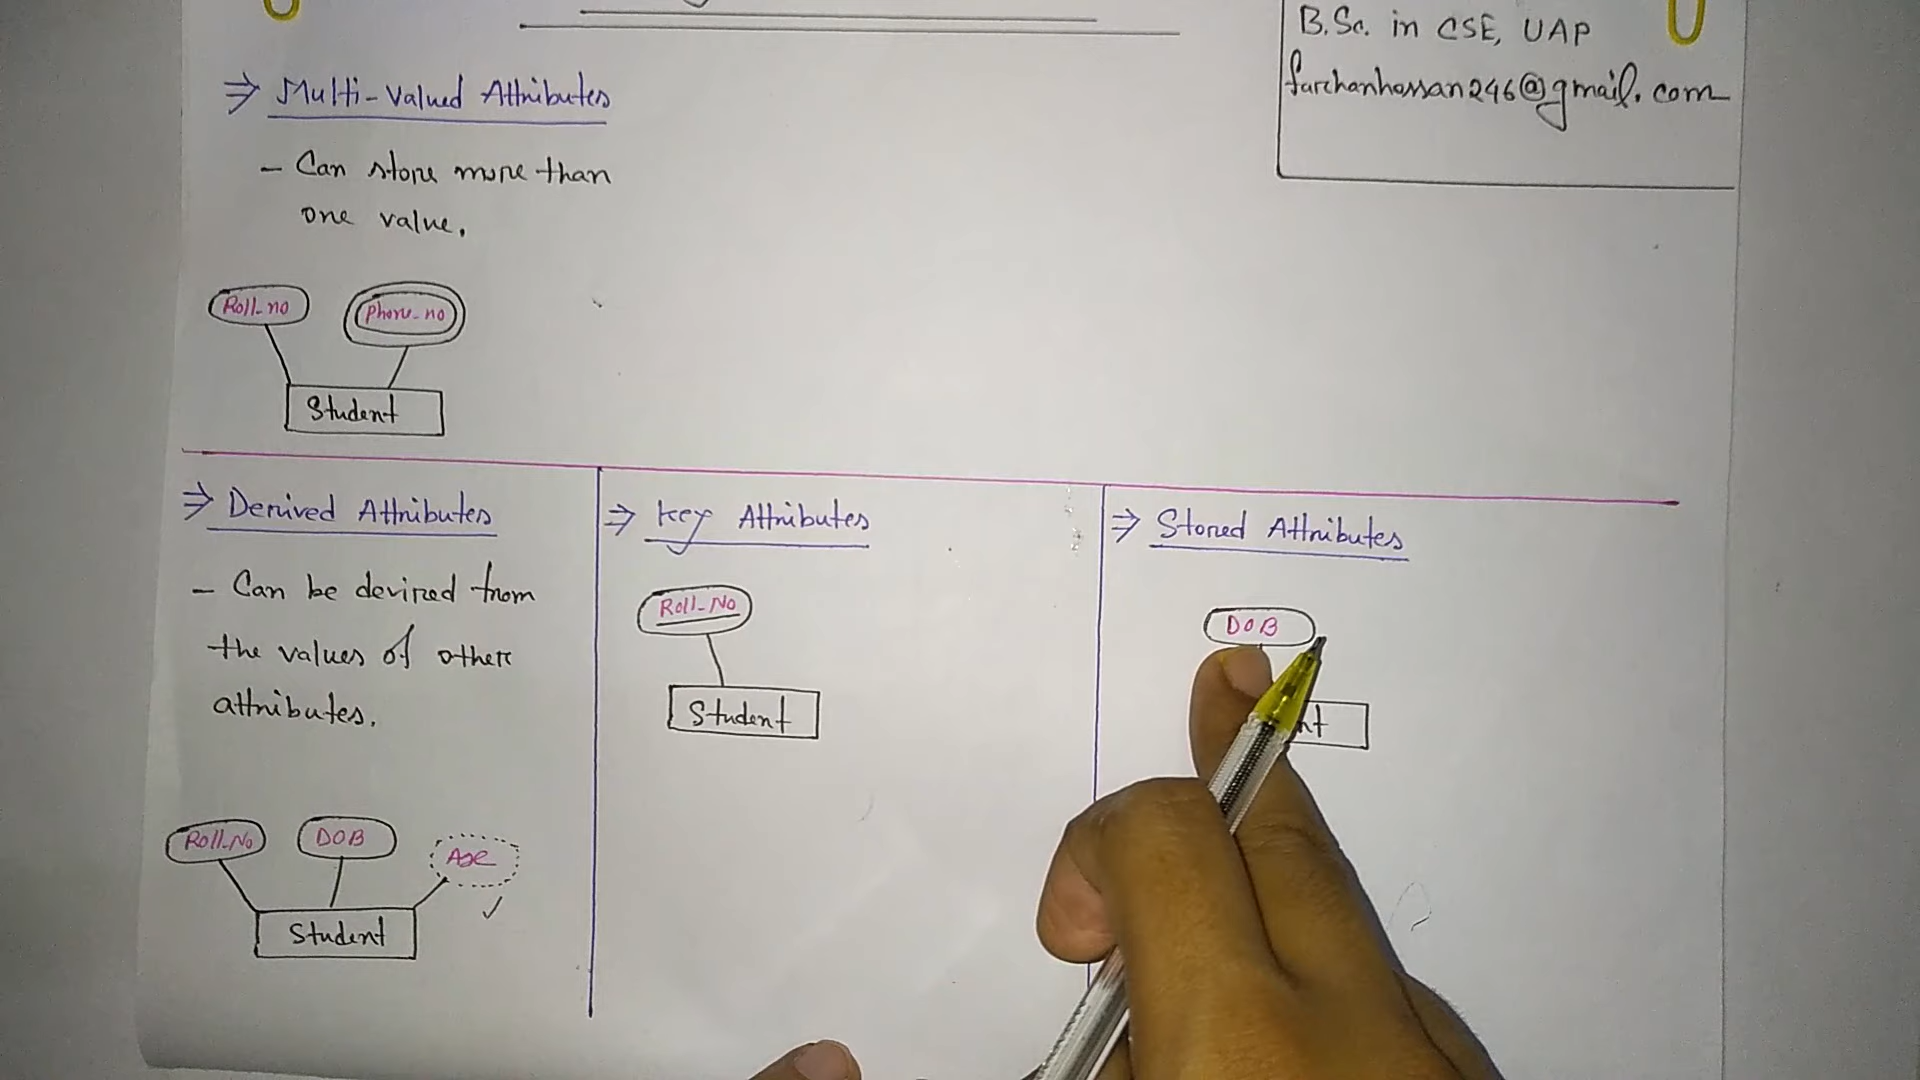 B.Sc. in CSE, UAP
farhanhossan246@gmail.com
⇒ Multi-Valued Attributes
- Can store more than
one value.
Roll_no
Phone_no
Student
⇒ Derived Attributes
- Can be devired from
the values of other
attributes.
Roll_No
DOB
Age
Student
⇒ Key Attributes
Roll_No
Student
⇒ Stored Attributes
DOB
nt